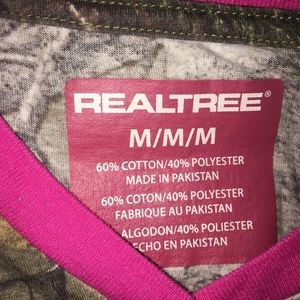 REALTREE®
M/M/M
60% COTTON/40% POLYESTER
MADE IN PAKISTAN
60% COTON/40% POLYESTER
FABRIQUE AU PAKISTAN
ALGODON/40% POLIESTER
ECHO EN PAKISTAN